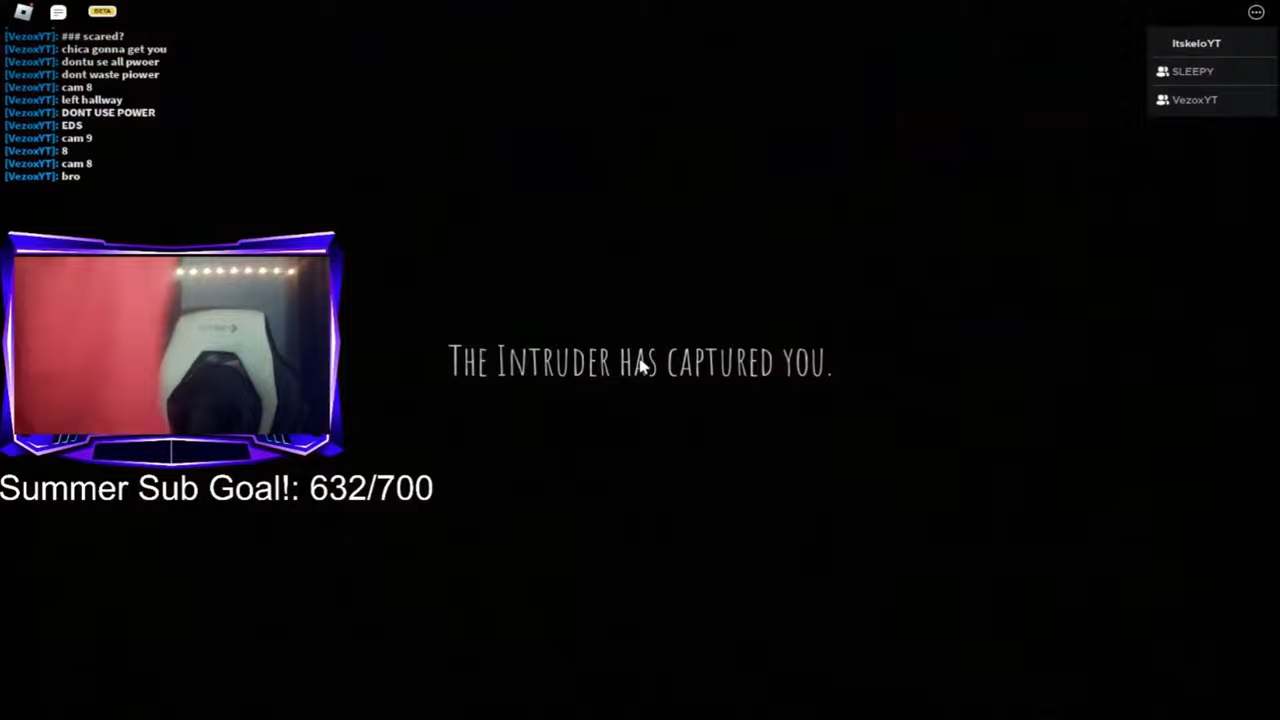 BETA
[VezoxYT]: ### scared?
[VezoxYT]: chica gonna get you
[VezoxYT]: dontu se all pwoer
[VezoxYT]: dont waste plower
[VezoxYT]: cam 8
[VezoxYT]: left hallway
[VezoxYT]: DONT USE POWER
[VezoxYT]: EDS
[VezoxYT]: cam 9
[VezoxYT]: 8
[VezoxYT]: cam 8
[VezoxYT]: bro
ItskeloYT
SLEEPY
VezoxYT
THE INTRUDER HAS CAPTURED YOU.
Summer Sub Goal!: 632/700